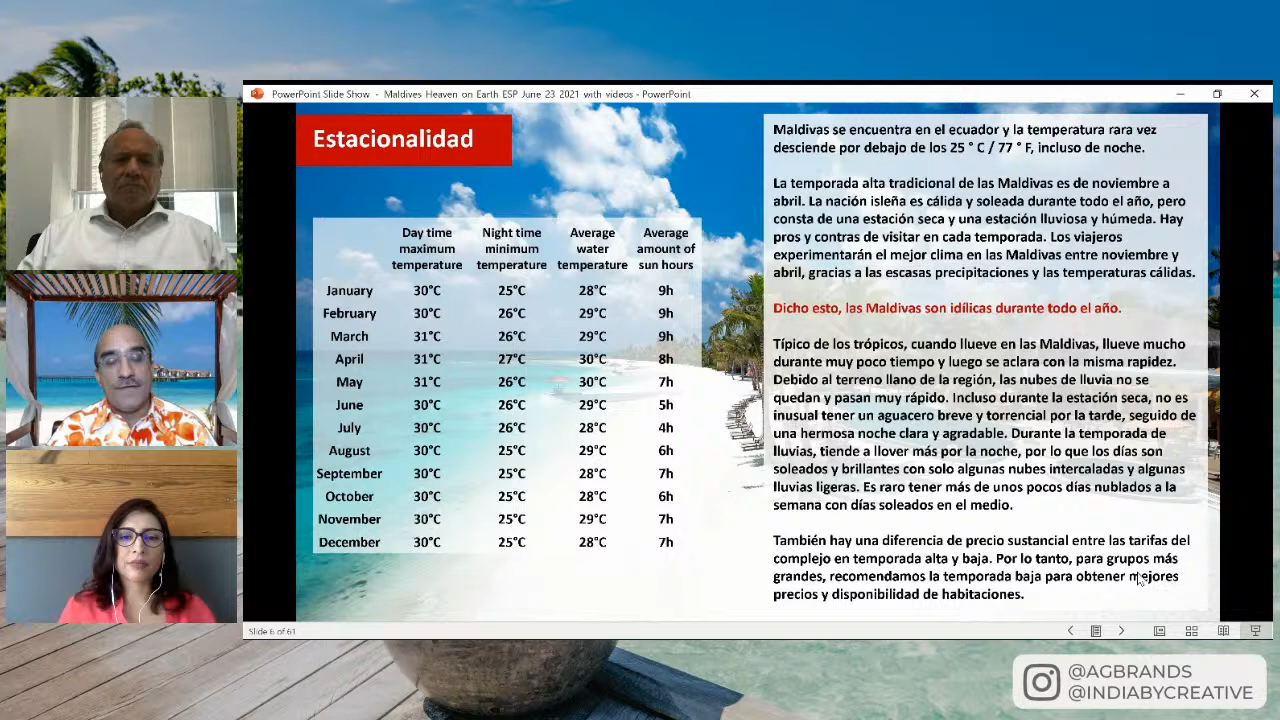 PowerPoint Slide Show - Maldives Heaven on Earth ESP June 23 2021 with videos - PowerPoint
Estacionalidad
Day time maximum temperature
Night time minimum temperature
Average water temperature
Average amount of sun hours
January 30°C 25°C 28°C 9h
February 30°C 26°C 29°C 9h
March 31°C 26°C 29°C 9h
April 31°C 27°C 30°C 8h
May 31°C 26°C 30°C 7h
June 30°C 26°C 29°C 5h
July 30°C 26°C 28°C 4h
August 30°C 25°C 29°C 6h
September 30°C 25°C 28°C 7h
October 30°C 25°C 28°C 6h
November 30°C 25°C 29°C 7h
December 30°C 25°C 28°C 7h
Maldivas se encuentra en el ecuador y la temperatura rara vez
desciende por debajo de los 25 ° C / 77 ° F, incluso de noche.
La temporada alta tradicional de las Maldivas es de noviembre a
abril. La nación isleña es cálida y soleada durante todo el año, pero
consta de una estación seca y una estación lluviosa y húmeda. Hay
pros y contras de visitar en cada temporada. Los viajeros
experimentarán el mejor clima en las Maldivas entre noviembre y
abril, gracias a las escasas precipitaciones y las temperaturas cálidas.
Dicho esto, las Maldivas son idílicas durante todo el año.
Típico de los trópicos, cuando llueve en las Maldivas, llueve mucho
durante muy poco tiempo y luego se aclara con la misma rapidez.
Debido al terreno llano de la región, las nubes de lluvia no se
quedan y pasan muy rápido. Incluso durante la estación seca, no es
inusual tener un aguacero breve y torrencial por la tarde, seguido de
una hermosa noche clara y agradable. Durante la temporada de
lluvias, tiende a llover más por la noche, por lo que los días son
soleados y brillantes con solo algunas nubes intercaladas y algunas
lluvias ligeras. Es raro tener más de unos pocos días nublados a la
semana con días soleados en el medio.
También hay una diferencia de precio sustancial entre las tarifas del
complejo en temporada alta y baja. Por lo tanto, para grupos más
grandes, recomendamos la temporada baja para obtener mejores
precios y disponibilidad de habitaciones.
Slide 6 of 61
@AGBRANDS
@INDIABYCREATIVE